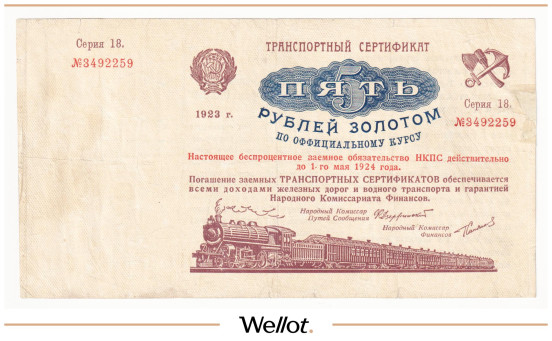 Серия 18.
№3492259
ТРАНСПОРТНЫЙ СЕРТИФИКАТ
5
ПЯТЬ
1923 г.
РУБЛЕЙ ЗОЛОТОМ
ПО ОФИЦИАЛЬНОМУ КУРСУ
Серия 18.
№3492259
Настоящее беспроцентное заемное обязательство НКПС действительно
до 1-го мая 1924 года.
Погашение заемных ТРАНСПОРТНЫХ СЕРТИФИКАТОВ обеспечивается
всеми доходами железных дорог и водного транспорта и гарантией
Народного Комиссариата Финансов.
Народный Комиссар
Путей Сообщения
Народный Комиссар
Финансов
Wellot.